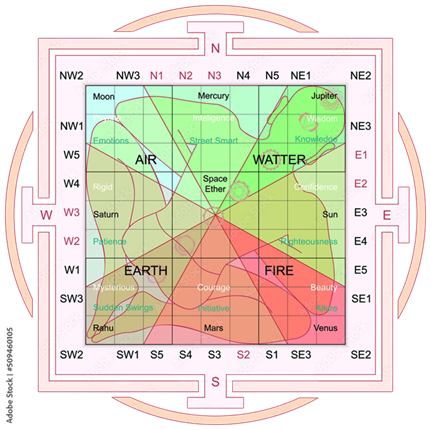 N
NW2 NW3 N1 N2 N3 N4 N5 NE1 NE2
Moon Mercury Jupiter
Intelligence Wisdom
NW1 NE3
Emotions Street Smart Knowledge
W5 AIR WATTER E1
W4 Space E2
Rigid Ether Confidence
W W3 Saturn Sun E3 E
W2 Patience Righteousness E4
W1 EARTH FIRE E5
Mysterious Courage Beauty
SW3 SE1
Sudden Swings Initiative
Rahu Mars Venus
SW2 SW1 S5 S4 S3 S2 S1 SE3 SE2
S
Adobe Stock | #509460105